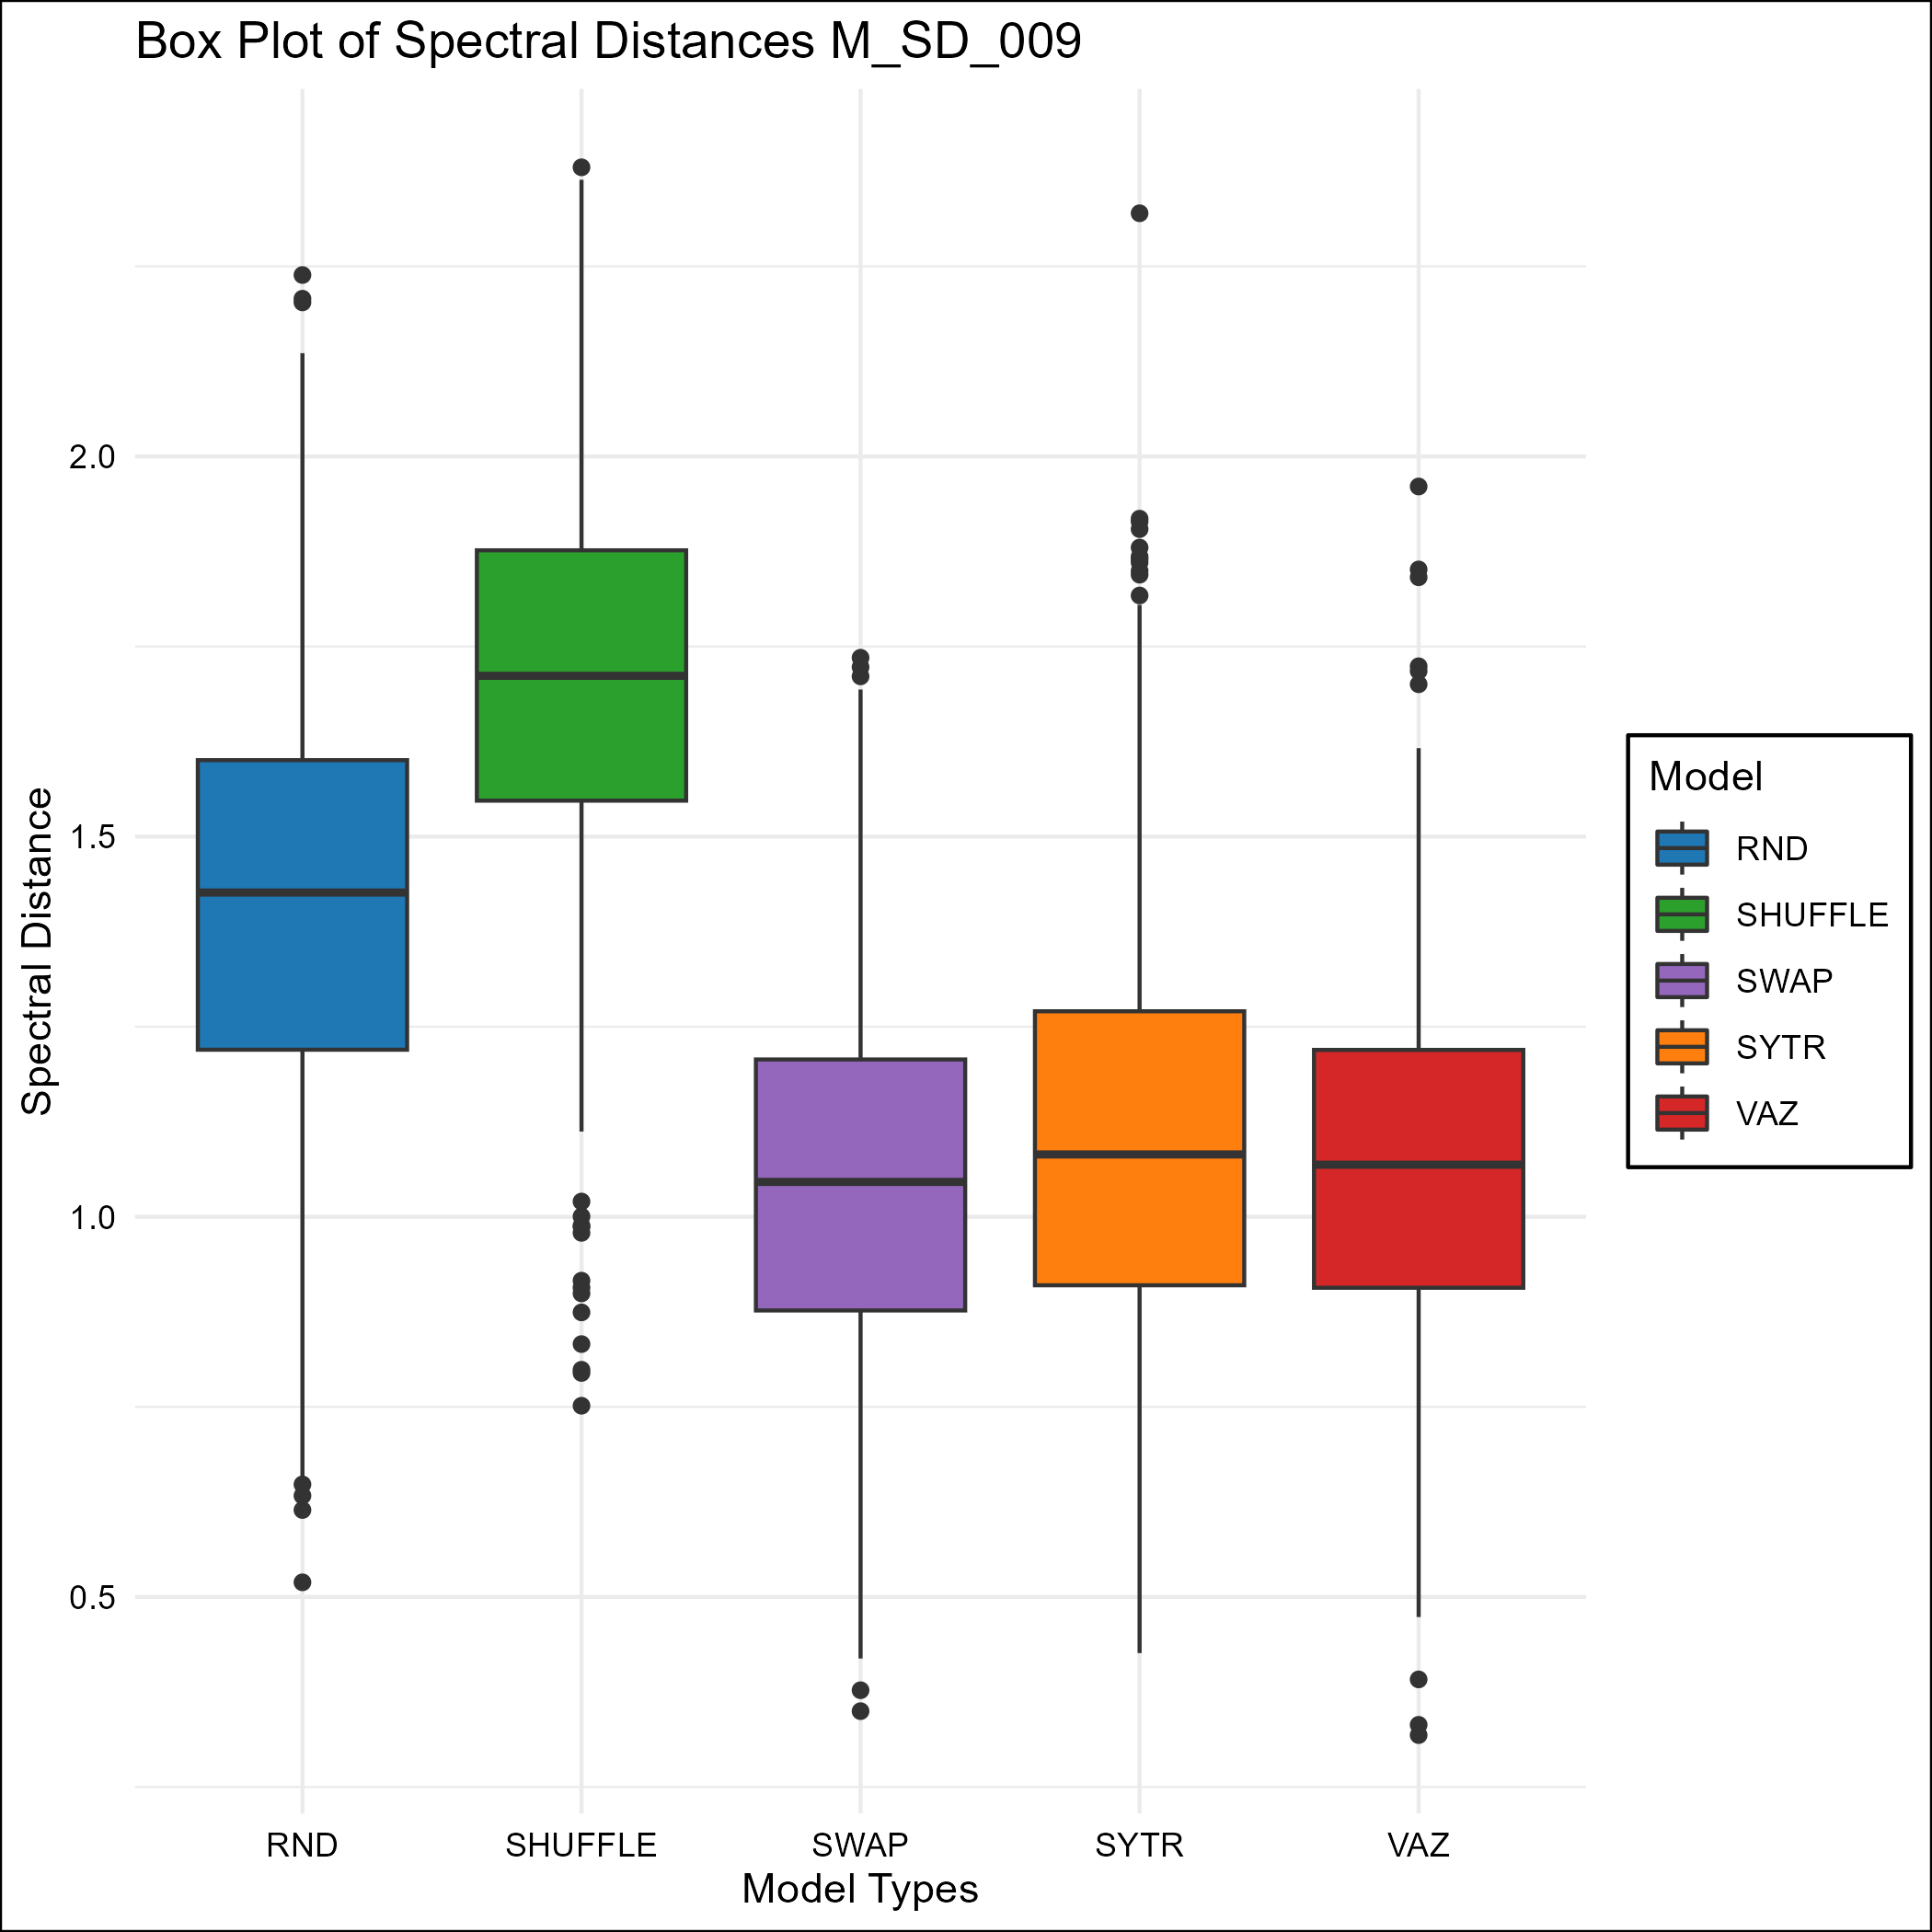 Box Plot of Spectral Distances M_SD_009
Spectral Distance
2.0
1.5
1.0
0.5
RND
SHUFFLE
SWAP
SYTR
VAZ
Model Types
Model
RND
SHUFFLE
SWAP
SYTR
VAZ